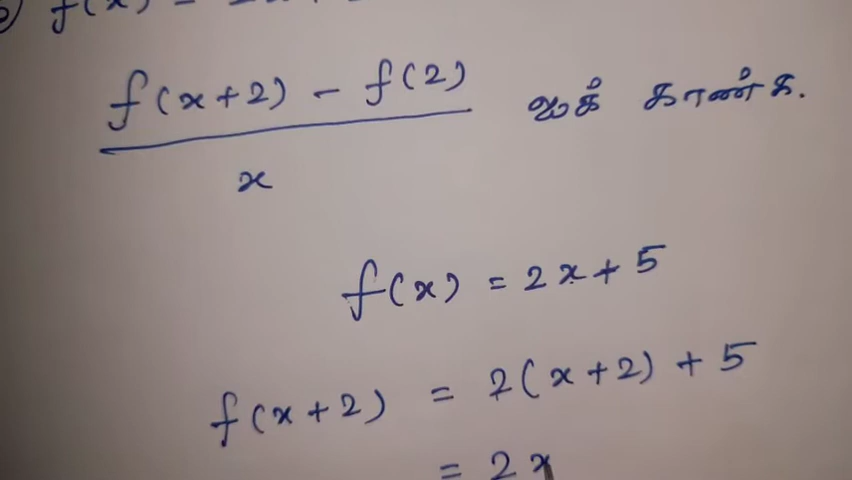 f(x) =
f(x+2) - f(2)
x
ஐக் காண்க.
f(x) = 2x + 5
f(x+2) = 2(x+2) + 5
= 2x